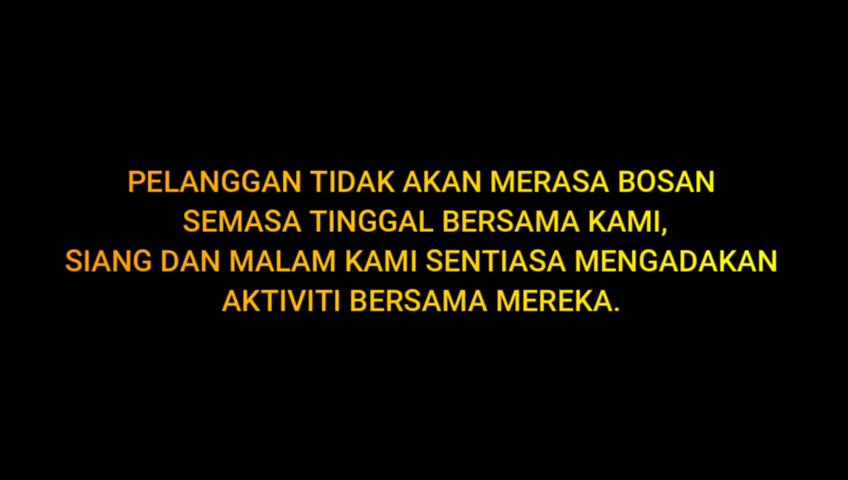 PELANGGAN TIDAK AKAN MERASA BOSAN
SEMASA TINGGAL BERSAMA KAMI,
SIANG DAN MALAM KAMI SENTIASA MENGADAKAN
AKTIVITI BERSAMA MEREKA.